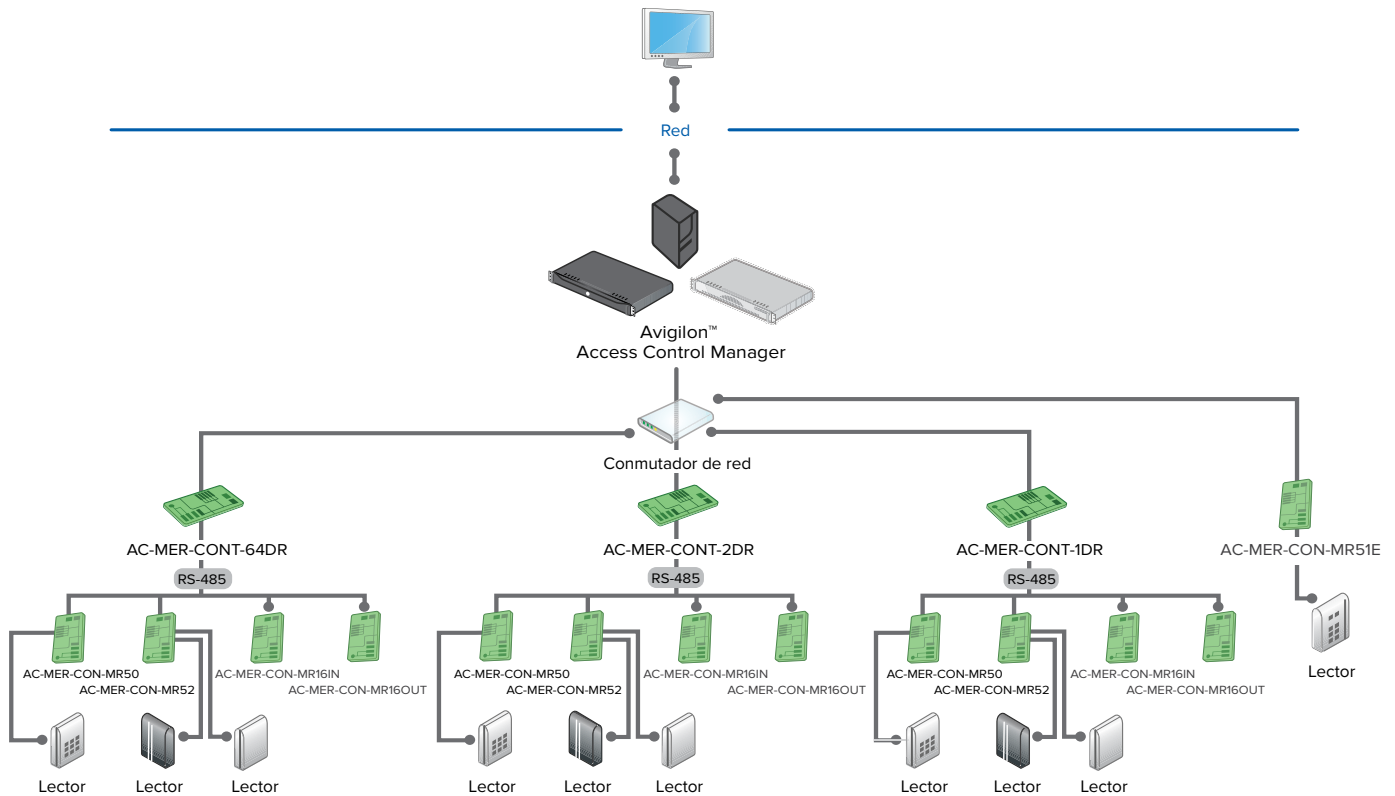 Red
Avigilon™
Access Control Manager
Conmutador de red
AC-MER-CONT-64DR
AC-MER-CONT-2DR
AC-MER-CONT-1DR
AC-MER-CON-MR51E
RS-485
RS-485
RS-485
AC-MER-CON-MR50
AC-MER-CON-MR52
AC-MER-CON-MR16IN
AC-MER-CON-MR16OUT
AC-MER-CON-MR50
AC-MER-CON-MR52
AC-MER-CON-MR16IN
AC-MER-CON-MR16OUT
AC-MER-CON-MR50
AC-MER-CON-MR52
AC-MER-CON-MR16IN
AC-MER-CON-MR16OUT
Lector
Lector
Lector
Lector
Lector
Lector
Lector
Lector
Lector
Lector